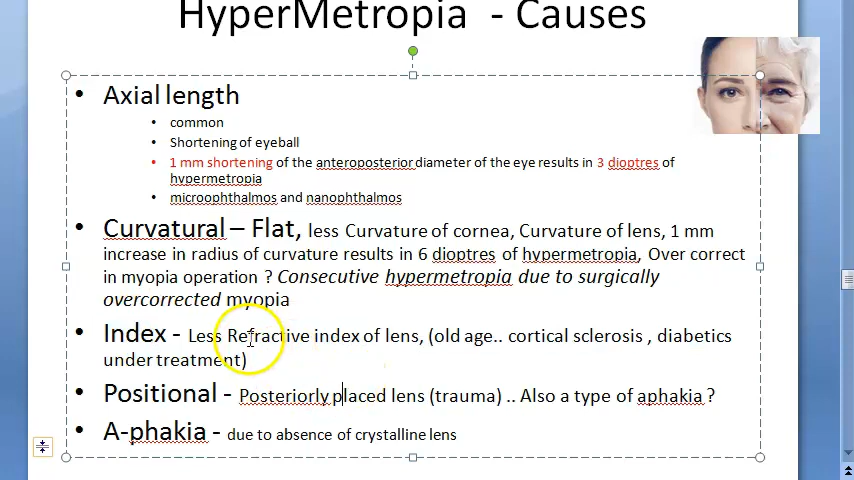 HyperMetropia - Causes
• Axial length
• common
• Shortening of eyeball
• 1 mm shortening of the anteroposterior diameter of the eye results in 3 dioptres of
hypermetropia
• microophthalmos and nanophthalmos
• Curvatural – Flat, less Curvature of cornea, Curvature of lens, 1 mm
increase in radius of curvature results in 6 dioptres of hypermetropia, Over correct
in myopia operation ? Consecutive hypermetropia due to surgically
overcorrected myopia
• Index - Less Refractive index of lens, (old age.. cortical sclerosis , diabetics
under treatment)
• Positional - Posteriorly placed lens (trauma) .. Also a type of aphakia ?
• A-phakia - due to absence of crystalline lens